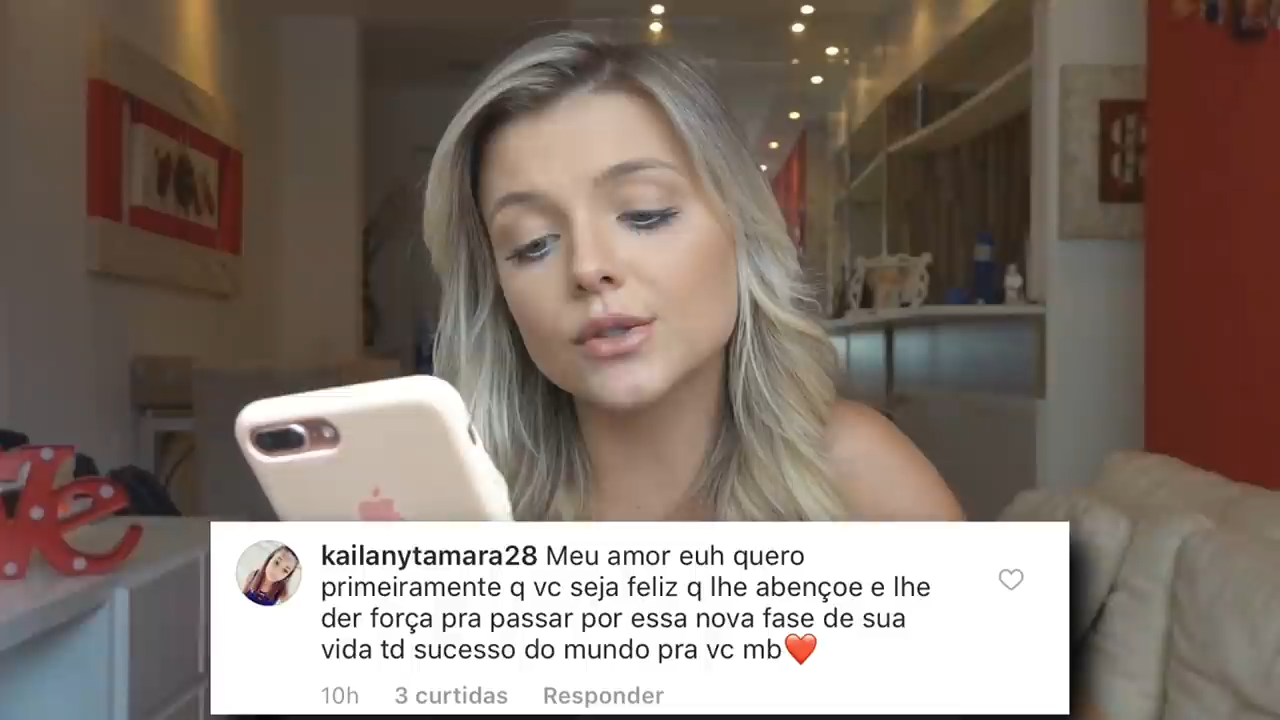 kailanytamara28 Meu amor euh quero
primeiramente q vc seja feliz q lhe abençoe e lhe
der força pra passar por essa nova fase de sua
vida td sucesso do mundo pra vc mb❤️
10h 3 curtidas Responder